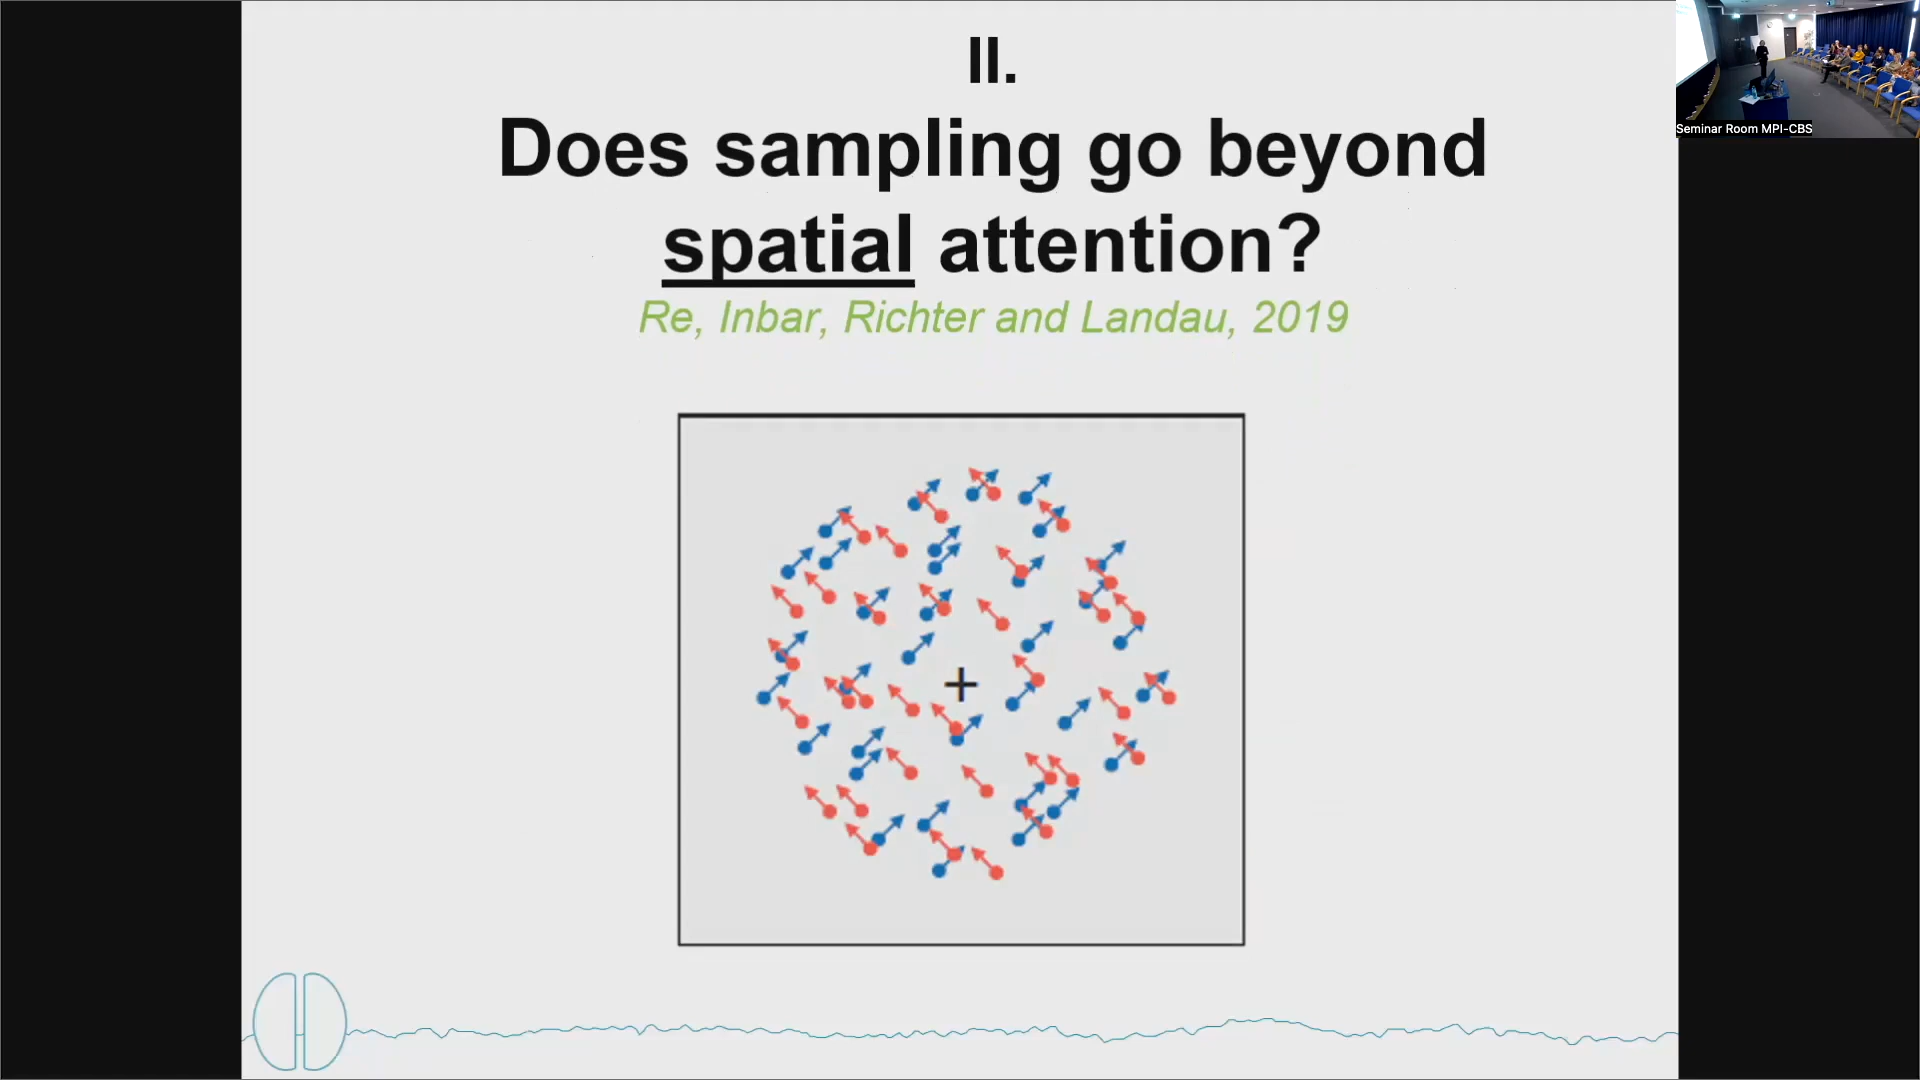 II.
Does sampling go beyond
spatial attention?
Re, Inbar, Richter and Landau, 2019
Seminar Room MPI-CBS